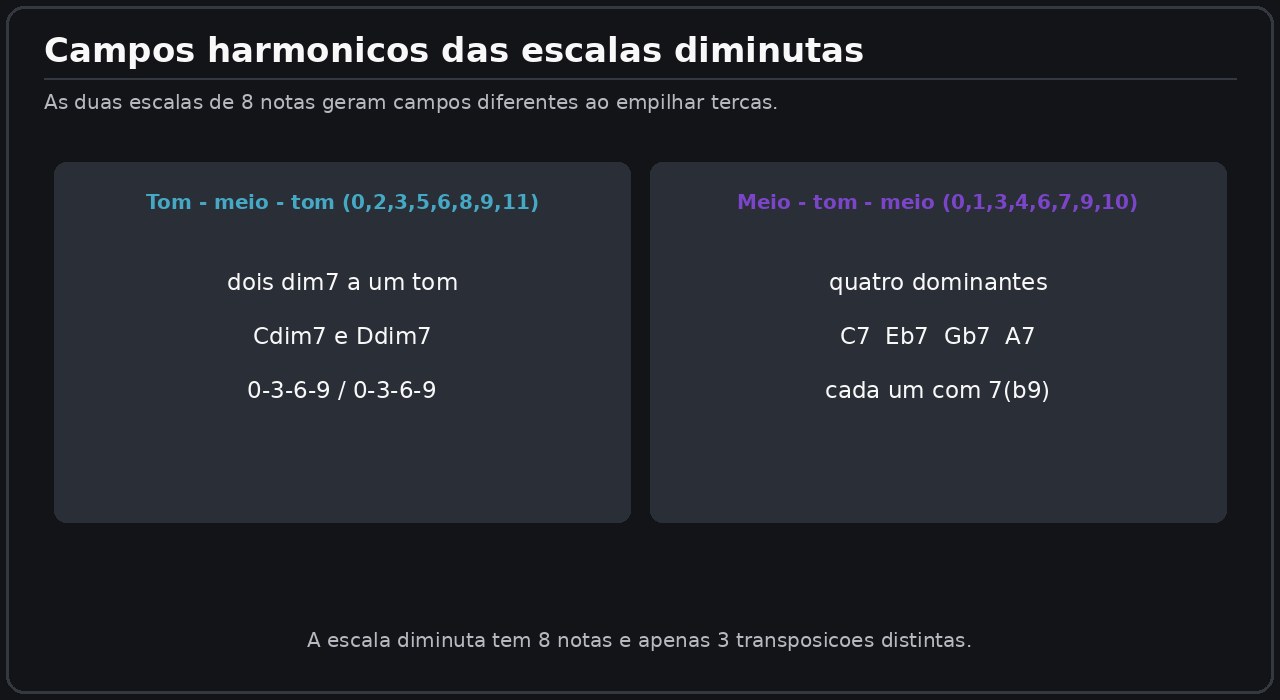 Campos harmonicos das escalas diminutas
As duas escalas de 8 notas geram campos diferentes ao empilhar tercas.
Tom - meio - tom (0,2,3,5,6,8,9,11)
dois dim7 a um tom
Cdim7 e Ddim7
0-3-6-9 / 0-3-6-9
Meio - tom - meio (0,1,3,4,6,7,9,10)
quatro dominantes
C7 Eb7 Gb7 A7
cada um com 7(b9)
A escala diminuta tem 8 notas e apenas 3 transposicoes distintas.